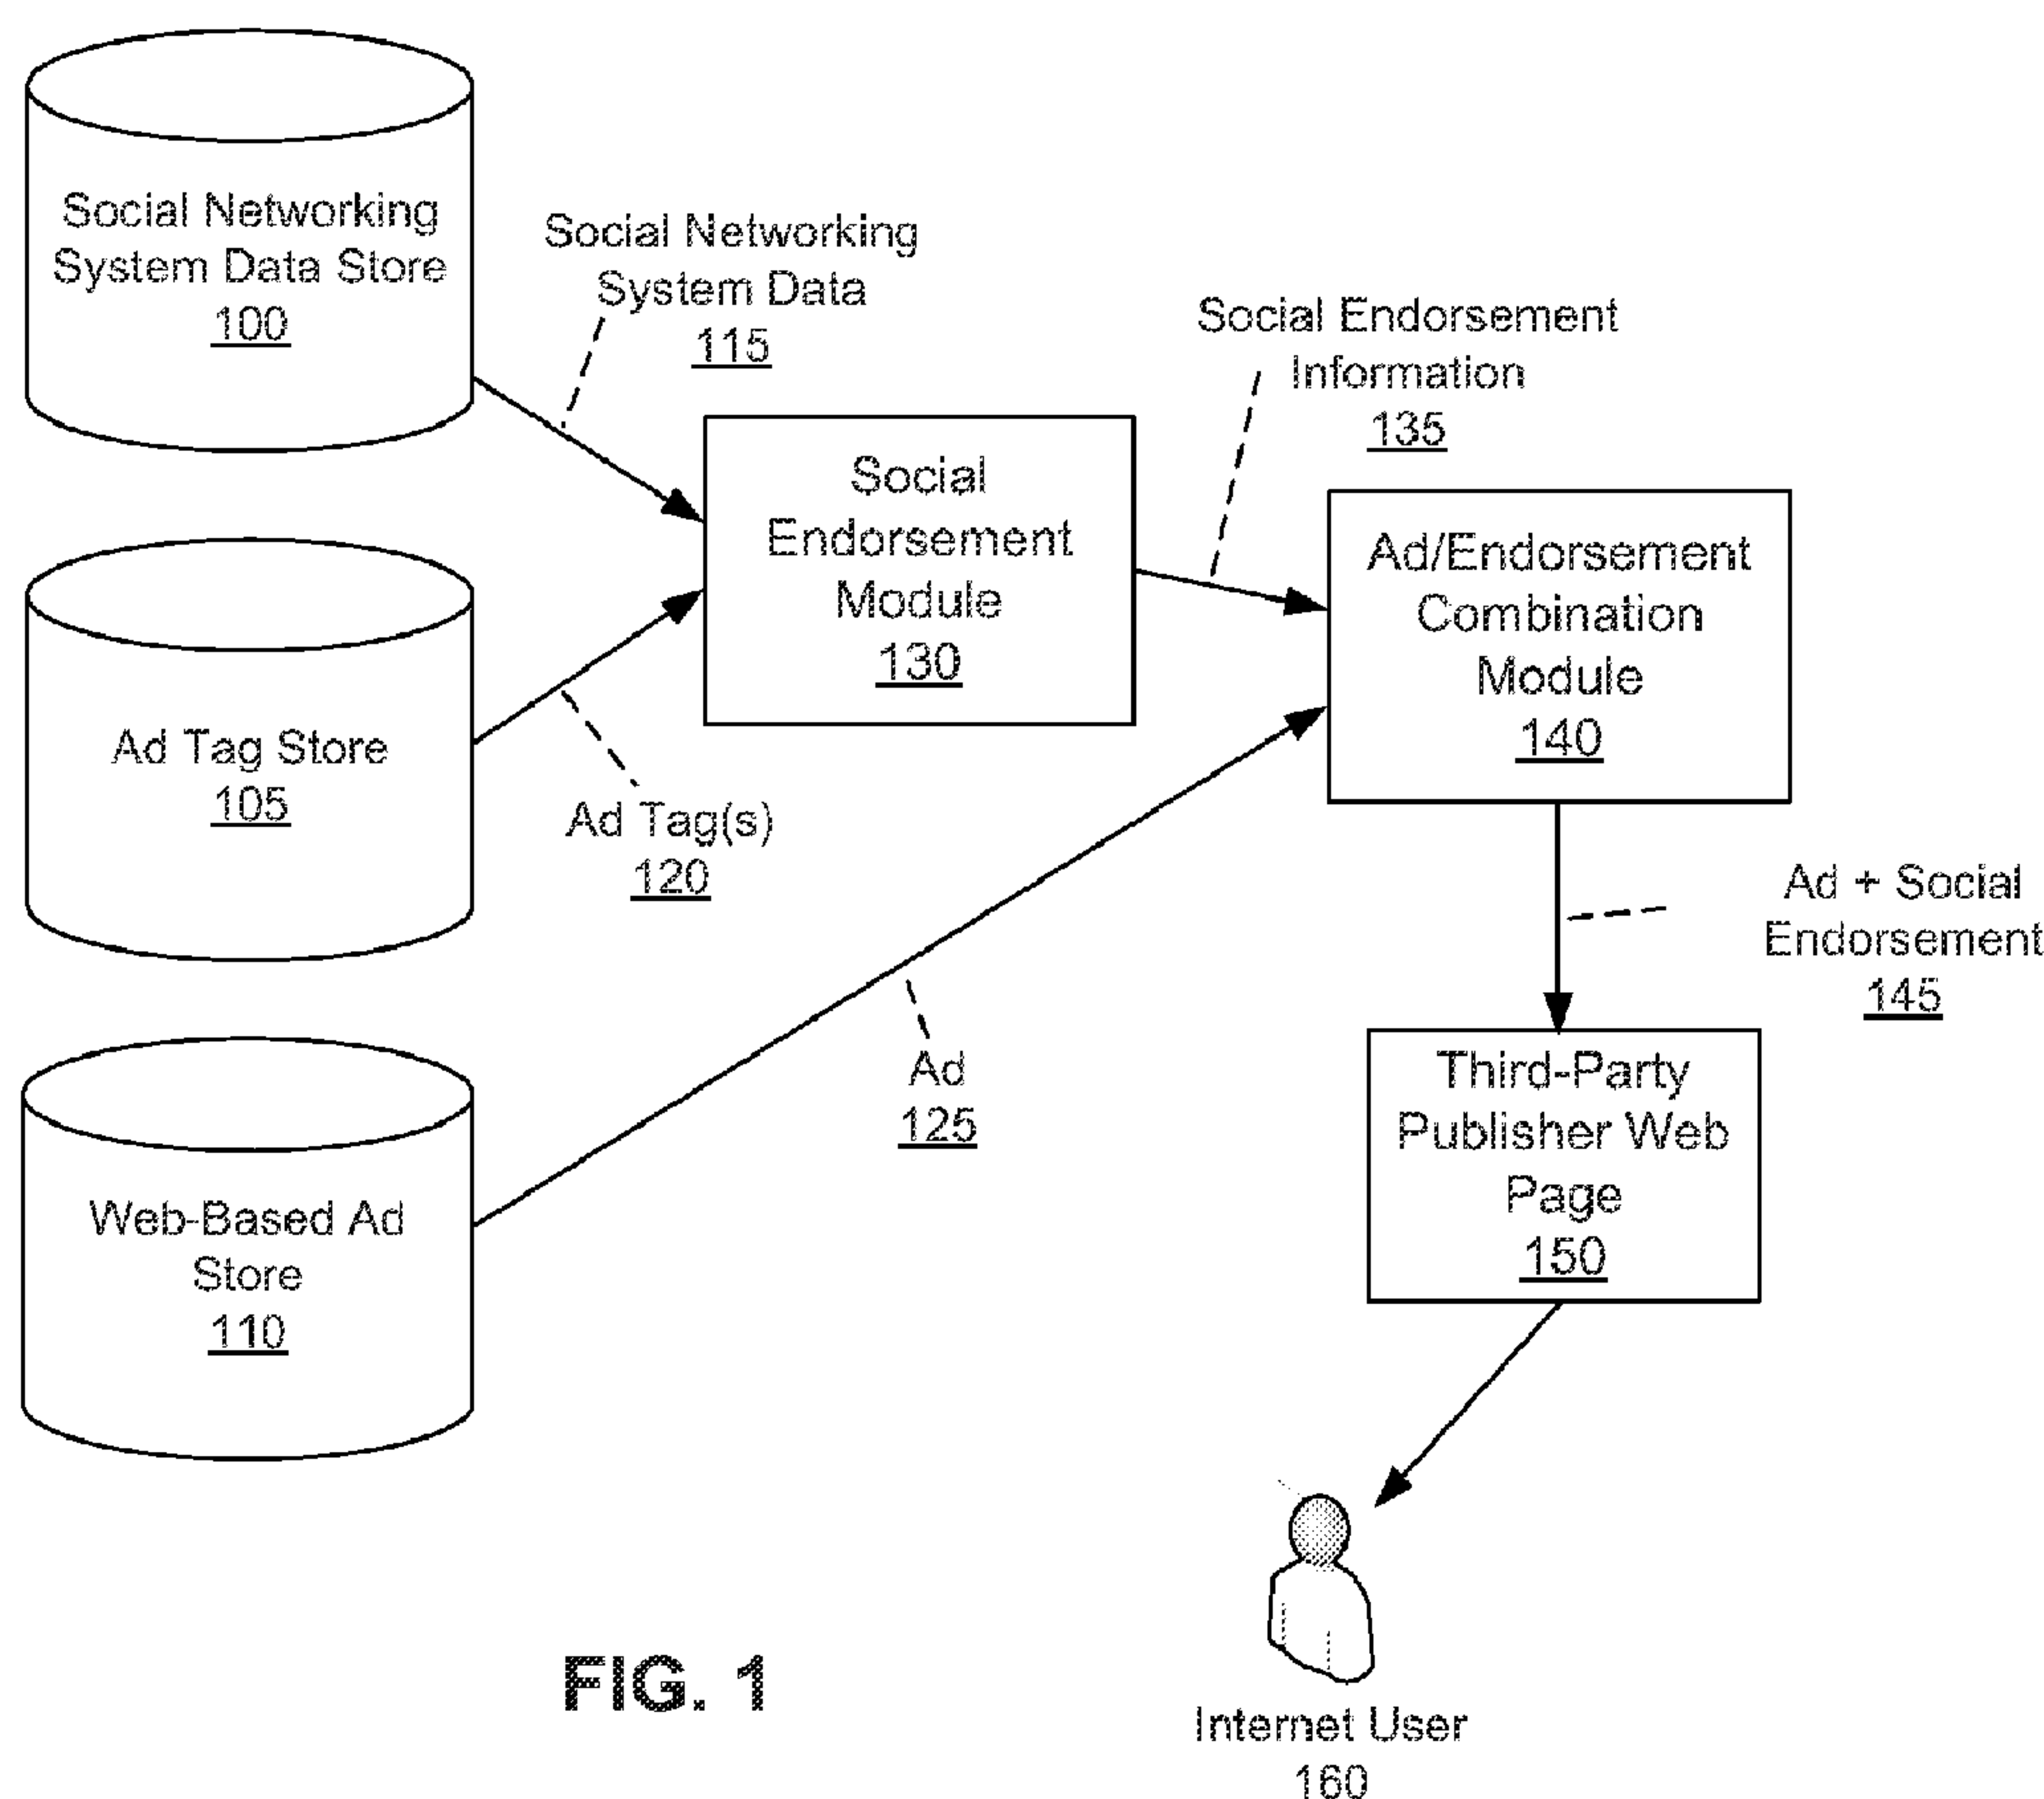 Social Networking
System Data Store
100
Social Networking
System Data
115
Social Endorsement
Information
135
Social
Endorsement
Module
130
Ad/Endorsement
Combination
Module
140
Ad Tag Store
105
Ad Tag(s)
120
Ad + Social
Endorsement
145
Ad
125
Third-Party
Publisher Web
Page
150
Web-Based Ad
Store
110
FIG. 1
Internet User
160